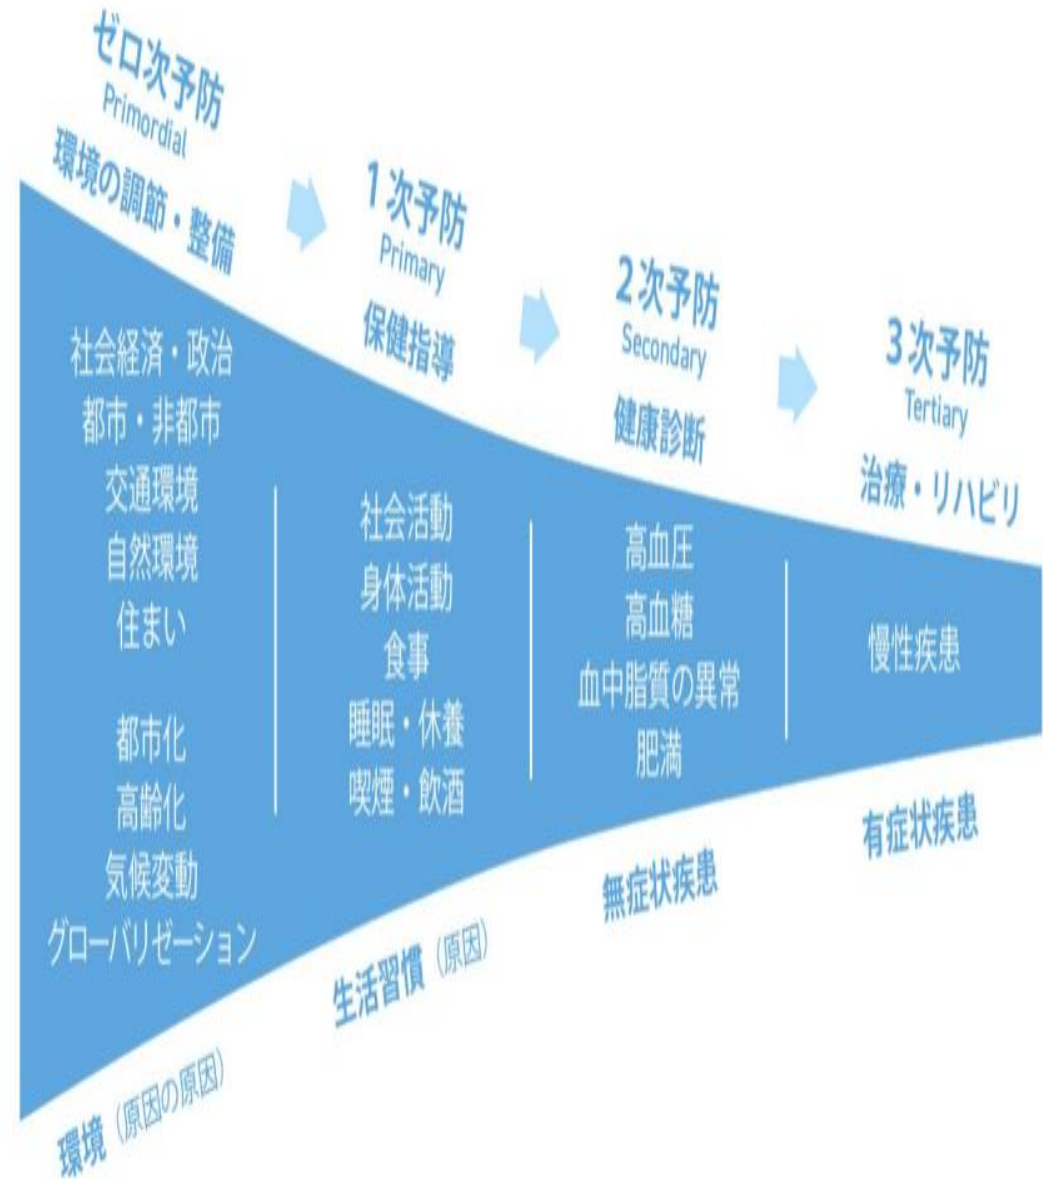 ゼロ次予防
Primordial
環境の調節・整備
1次予防
Primary
保健指導
2次予防
Secondary
健康診断
3次予防
Tertiary
治療・リハビリ
社会経済・政治
都市・非都市
交通環境
自然環境
住まい
都市化
高齢化
気候変動
グローバリゼーション
社会活動
身体活動
食事
睡眠・休養
喫煙・飲酒
高血圧
高血糖
血中脂質の異常
肥満
慢性疾患
環境（原因の原因）
生活習慣（原因）
無症状疾患
有症状疾患